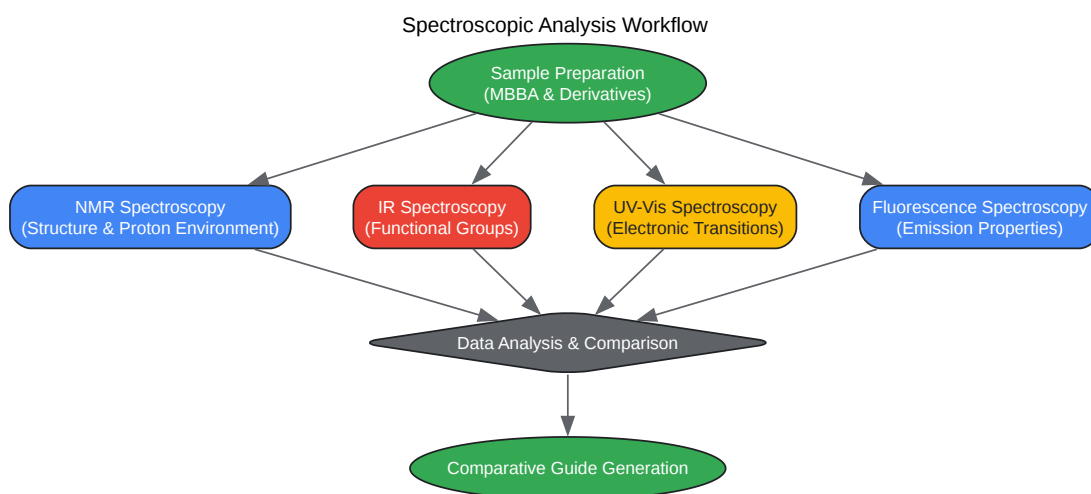 Spectroscopic Analysis Workflow
Sample Preparation
(MBBA & Derivatives)
NMR Spectroscopy
(Structure & Proton Environment)
IR Spectroscopy
(Functional Groups)
UV-Vis Spectroscopy
(Electronic Transitions)
Fluorescence Spectroscopy
(Emission Properties)
Data Analysis & Comparison
Comparative Guide Generation